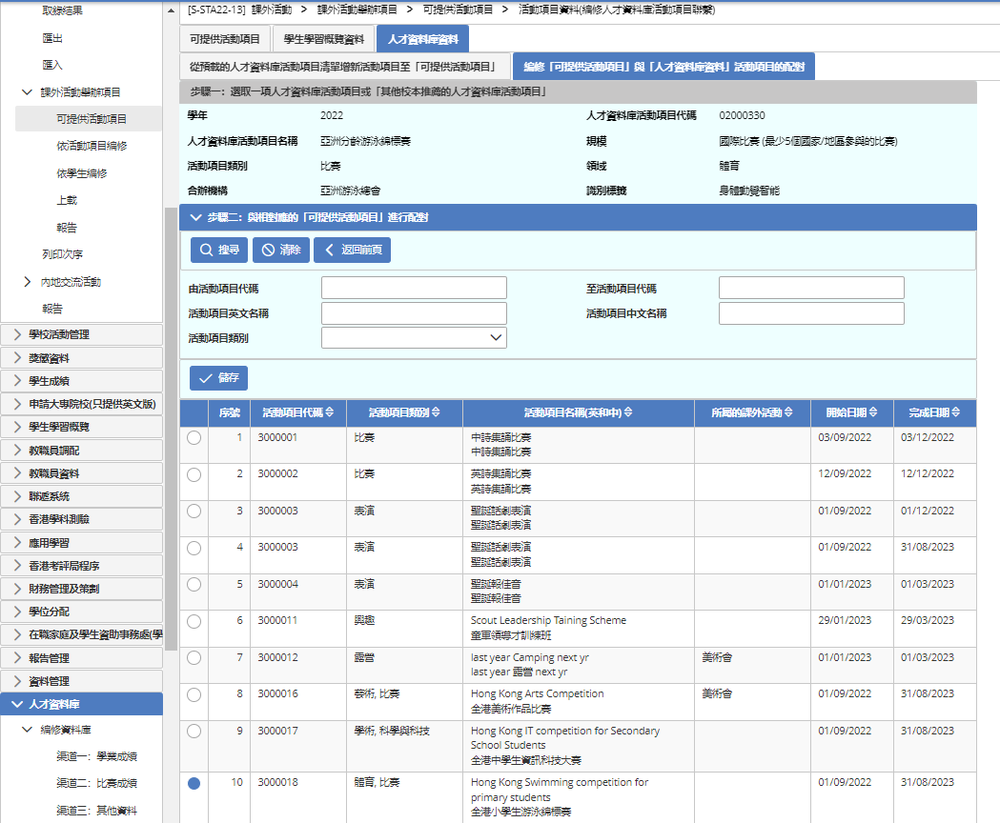 取錄結果
匯出
匯入
課外活動舉辦項目
可提供活動項目
依活動項目編修
依學生編修
上載
報告
列印次序
內地交流活動
報告
學校活動管理
獎懲資料
學生成績
申請大專院校(只提供英文版)
學生學習概覽
教職員調配
教職員資料
聯遞系統
香港學科測驗
應用學習
香港考評局程序
財務管理及策劃
學位分配
在職家庭及學生資助事務處(學
報告管理
資料管理
人才資料庫
編修資料庫
渠道一：學業成績
渠道二：比賽成績
渠道三：其他資料
[S-STA22-13] 課外活動 > 課外活動舉辦項目 > 可提供活動項目 > 活動項目資料(編修人才資料庫活動項目聯繫)
可提供活動項目 學生學習概覽資料 人才資料庫資料
從預載的人才資料庫活動項目清單增新活動項目至「可提供活動項目」 編修「可提供活動項目」與「人才資料庫資料」活動項目的配對
步驟一：選取一項人才資料庫活動項目或「其他校本推薦的人才資料庫活動項目」
學年 2022 人才資料庫活動項目代碼 02000330
人才資料庫活動項目名稱 亞洲分齡游泳錦標賽 規模 國際比賽 (最少5個國家/地區參與的比賽)
活動項目類別 比賽 領域 體育
合辦機構 亞洲游泳總會 識別標籤 身體動覺智能
步驟二：與相對應的「可提供活動項目」進行配對
搜尋 清除 返回前頁
由活動項目代碼 至活動項目代碼
活動項目英文名稱 活動項目中文名稱
活動項目類別
儲存
序號 活動項目代碼 活動項目類別 活動項目名稱(英和中) 所屬的課外活動 開始日期 完成日期
1 3000001 比賽 中詩集誦比賽 03/09/2022 03/12/2022
中詩集誦比賽
2 3000002 比賽 英詩集誦比賽 12/09/2022 12/12/2022
英詩集誦比賽
3 3000003 表演 聖誕話劇表演 01/09/2022 01/12/2022
聖誕話劇表演
4 3000003 表演 聖誕話劇表演 01/09/2022 31/08/2023
聖誕話劇表演
5 3000004 表演 聖誕報佳音 01/01/2023 01/03/2023
聖誕報佳音
6 3000011 興趣 Scout Leadership Taining Scheme 29/01/2023 29/03/2023
童軍領導才訓練班
7 3000012 露營 last year Camping next yr 美術會 01/01/2023 01/03/2023
last year 露營 next yr
8 3000016 藝術, 比賽 Hong Kong Arts Competition 美術會 01/09/2022 31/08/2023
全港美術作品比賽
9 3000017 學術, 科學與科技 Hong Kong IT competition for Secondary 01/09/2022 31/08/2023
School Students
全港中學生資訊科技大賽
10 3000018 體育, 比賽 Hong Kong Swimming competition for 01/09/2022 31/08/2023
primary students
全港小學生游泳錦標賽